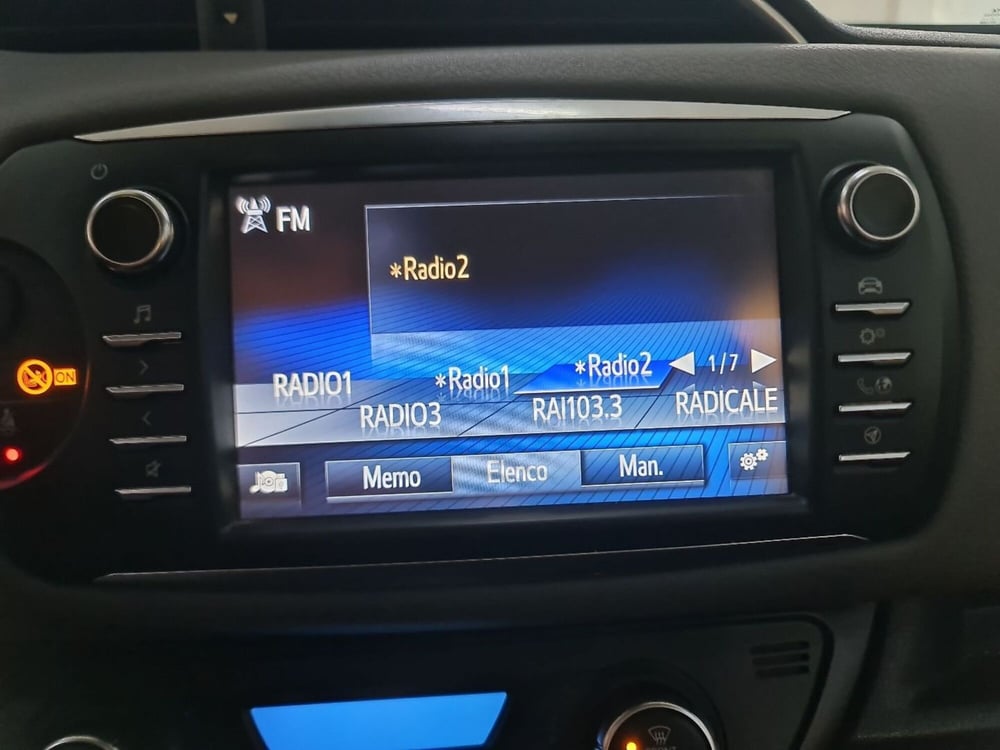 FM
*Radio2
RADIO1 *Radio1 *Radio2 1/7
RADIO3 RAI103.3 RADICALE
Memo Elenco Man.
ON